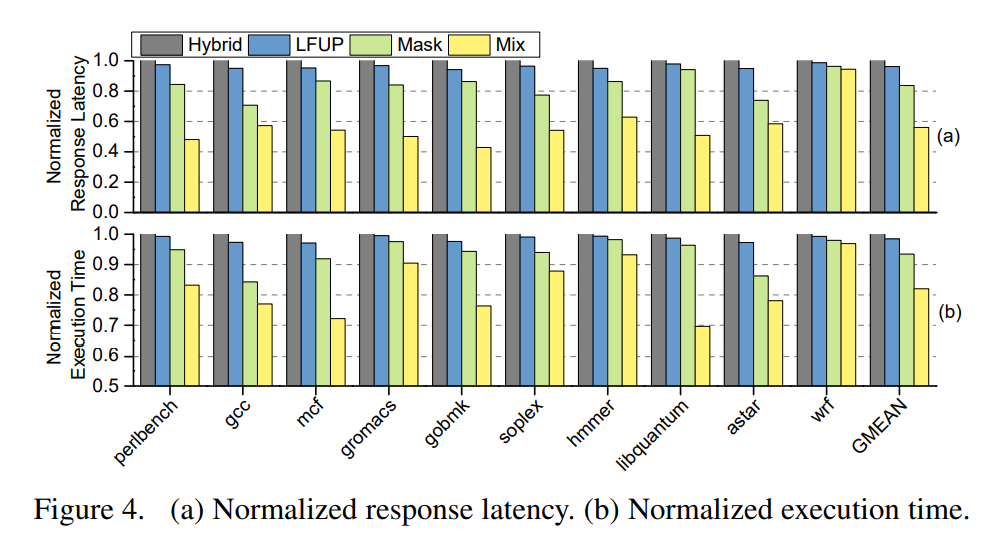 Hybrid LFUP Mask Mix
Normalized
Response Latency
1.0
0.8
0.6
0.4
0.2
0.0
(a)
Normalized
Execution Time
1.0
0.9
0.8
0.7
0.6
0.5
(b)
perlbench
gcc
mcf
gromacs
gobmk
soplex
hmmer
libquantum
astar
wrf
GMEAN
Figure 4. (a) Normalized response latency. (b) Normalized execution time.